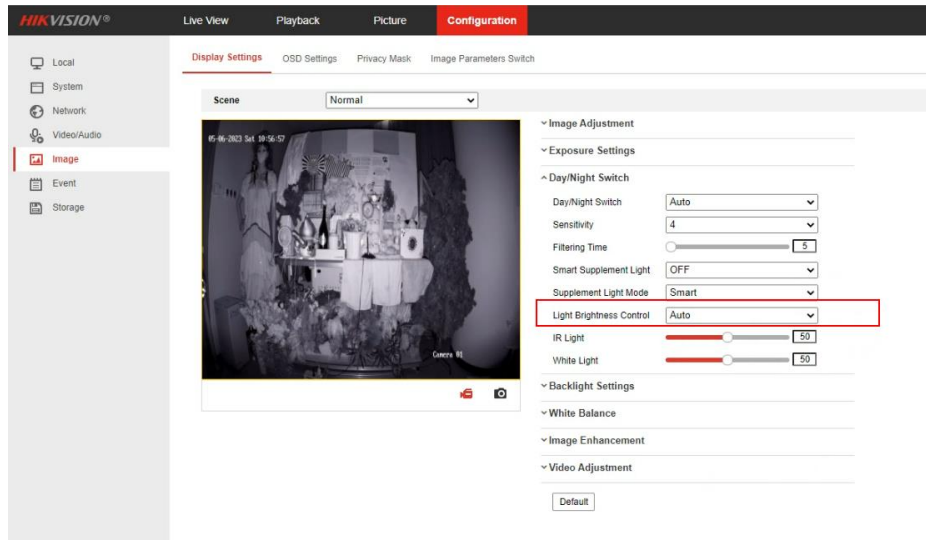 HIKVISION®
Live View Playback Picture Configuration
Local
System
Network
Video/Audio
Image
Event
Storage
Display Settings OSD Settings Privacy Mask Image Parameters Switch
Scene Normal
05-06-2023 Sat 10:56:57
Camera 01
Image Adjustment
Exposure Settings
Day/Night Switch
Day/Night Switch Auto
Sensitivity 4
Filtering Time 5
Smart Supplement Light OFF
Supplement Light Mode Smart
Light Brightness Control Auto
IR Light 50
White Light 50
Backlight Settings
White Balance
Image Enhancement
Video Adjustment
Default